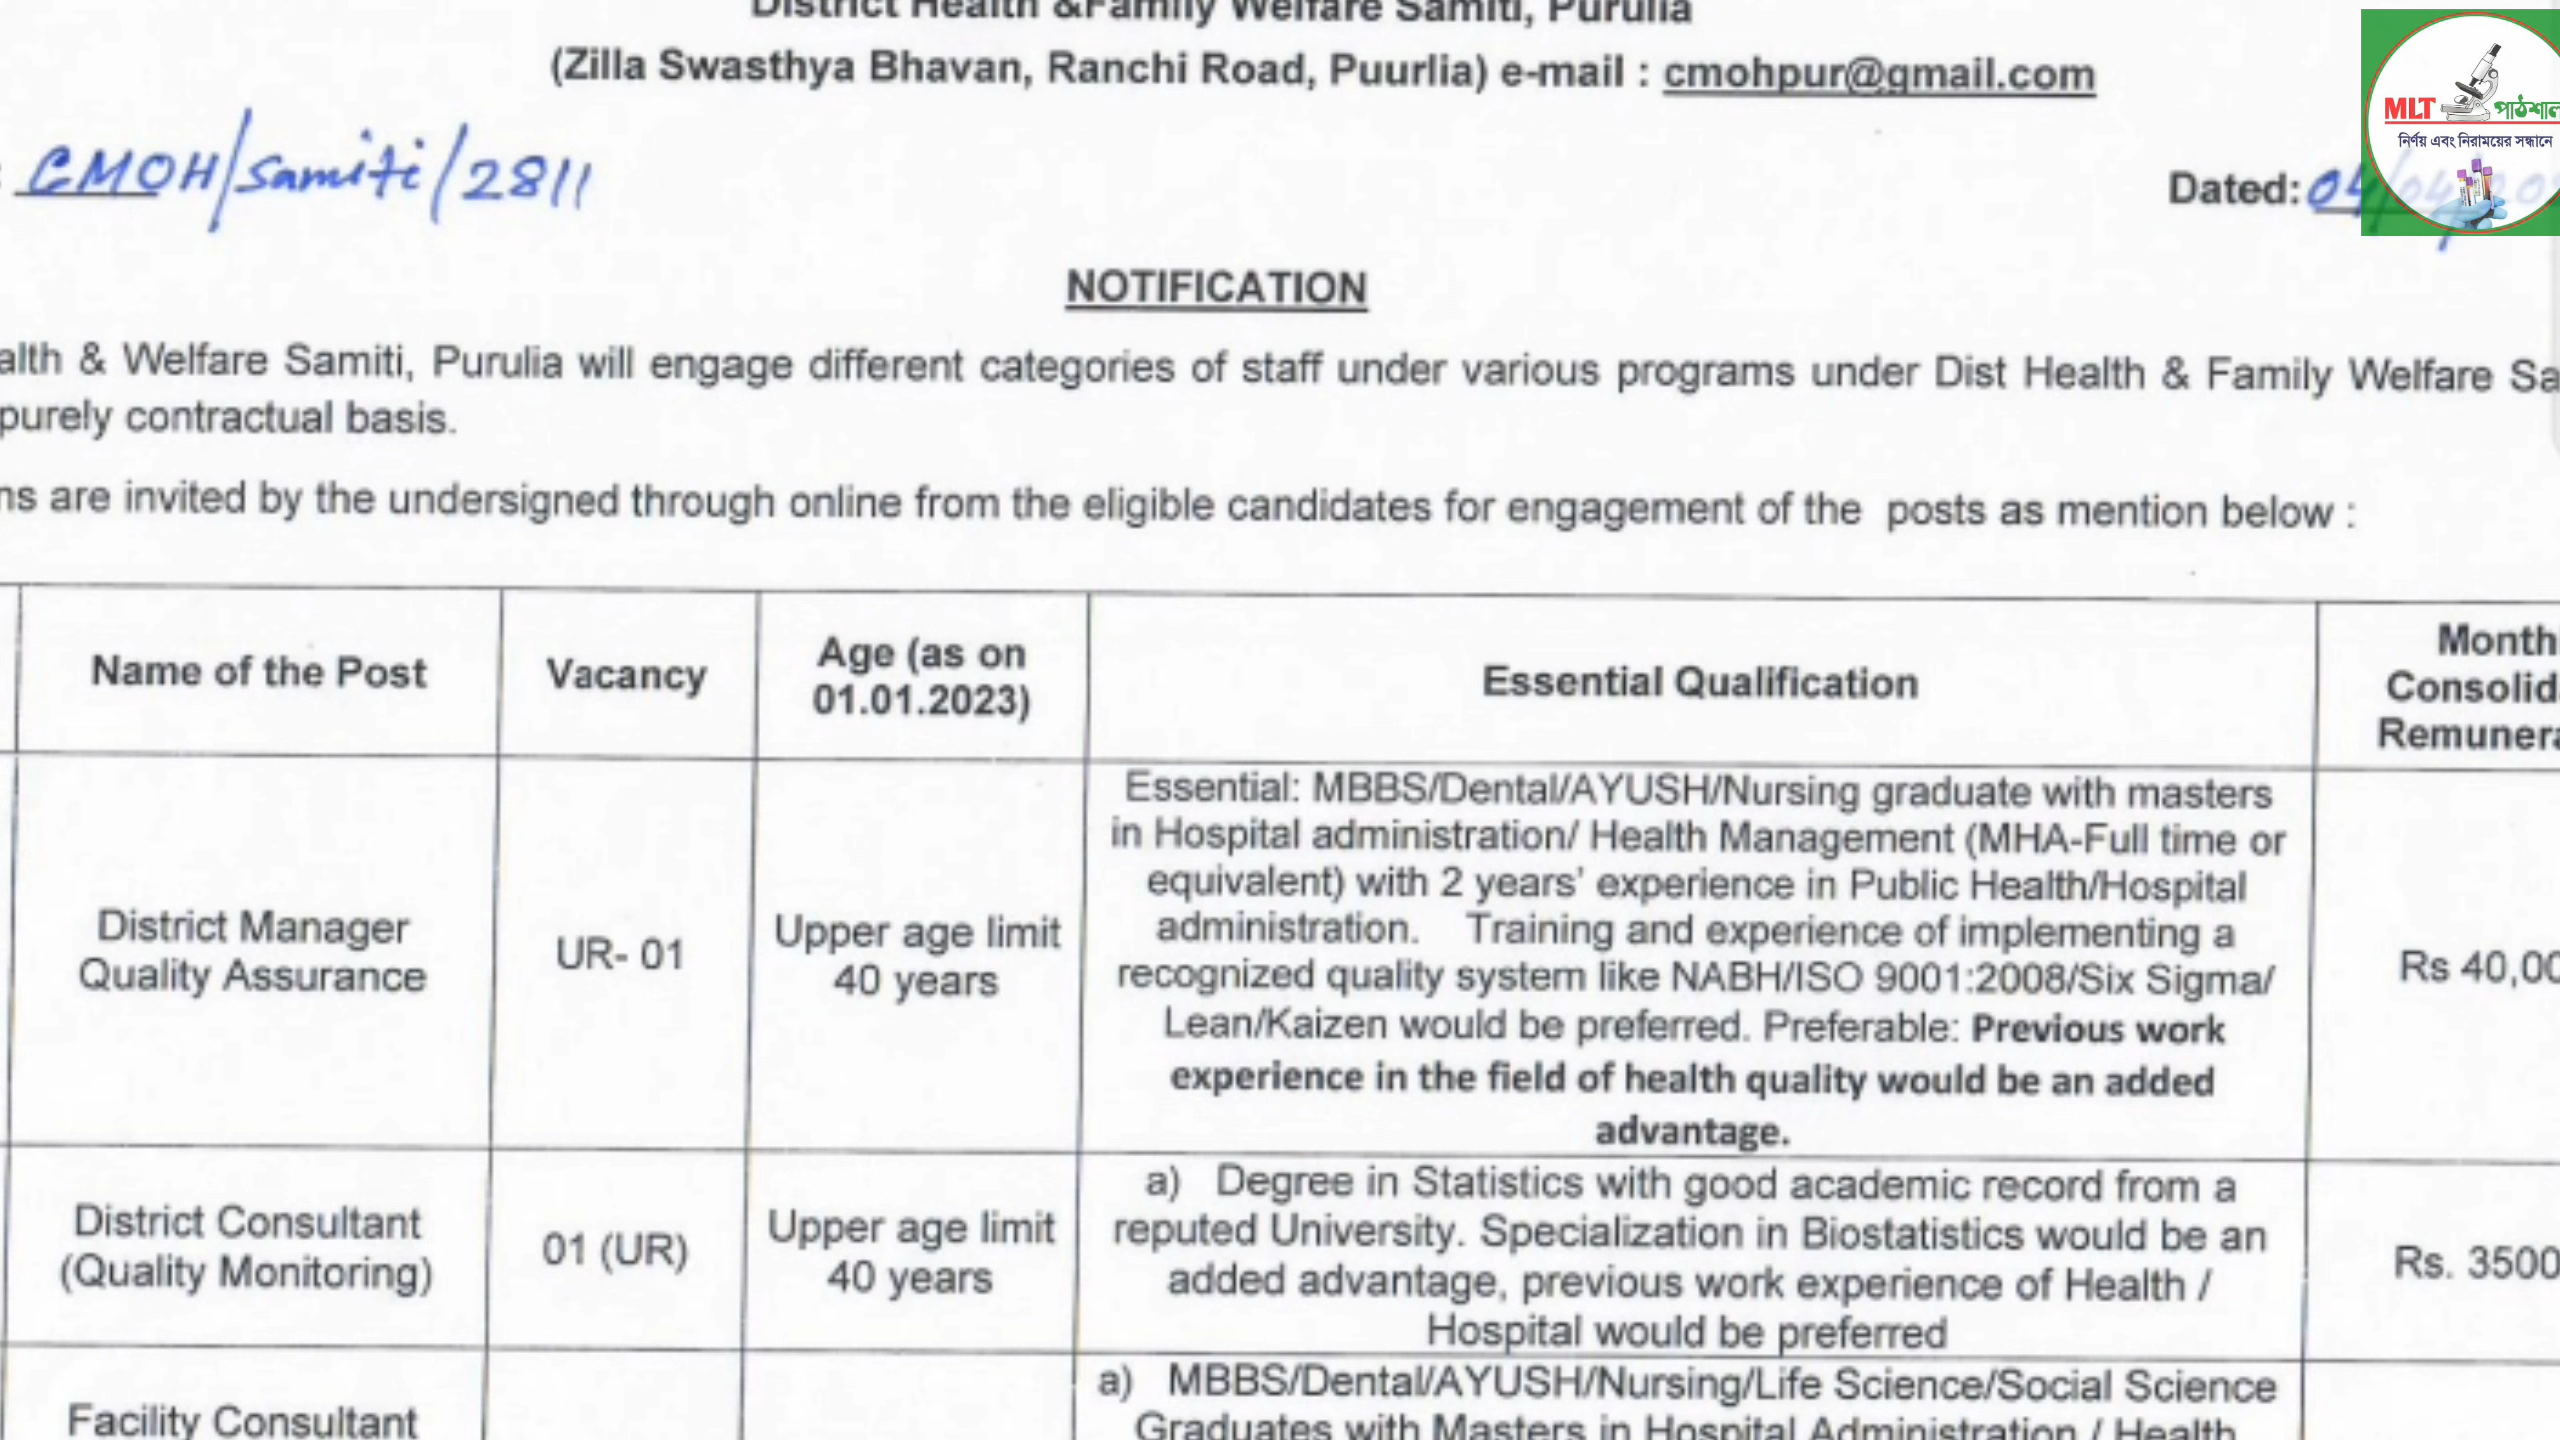 District Health &Family Welfare Samiti, Purulia
(Zilla Swasthya Bhavan, Ranchi Road, Puurlia) e-mail : cmohpur@gmail.com
MLT পাঠশাল
নির্ণয় এবং নিরাময়ের সন্ধানে
: CMOH/Samiti/2811
Dated: 04/04/20
NOTIFICATION
alth & Welfare Samiti, Purulia will engage different categories of staff under various programs under Dist Health & Family Welfare Sa
purely contractual basis.
ns are invited by the undersigned through online from the eligible candidates for engagement of the posts as mention below :
Name of the Post
Vacancy
Age (as on
01.01.2023)
Essential Qualification
Month
Consolid
Remunera
District Manager
Quality Assurance
UR- 01
Upper age limit
40 years
Essential: MBBS/Dental/AYUSH/Nursing graduate with masters
in Hospital administration/ Health Management (MHA-Full time or
equivalent) with 2 years' experience in Public Health/Hospital
administration. Training and experience of implementing a
recognized quality system like NABH/ISO 9001:2008/Six Sigma/
Lean/Kaizen would be preferred. Preferable: Previous work
experience in the field of health quality would be an added
advantage.
Rs 40,00
District Consultant
(Quality Monitoring)
01 (UR)
Upper age limit
40 years
a) Degree in Statistics with good academic record from a
reputed University. Specialization in Biostatistics would be an
added advantage, previous work experience of Health /
Hospital would be preferred
Rs. 3500
Facility Consultant
a) MBBS/Dental/AYUSH/Nursing/Life Science/Social Science
Graduates with Masters in Hospital Administration / Health